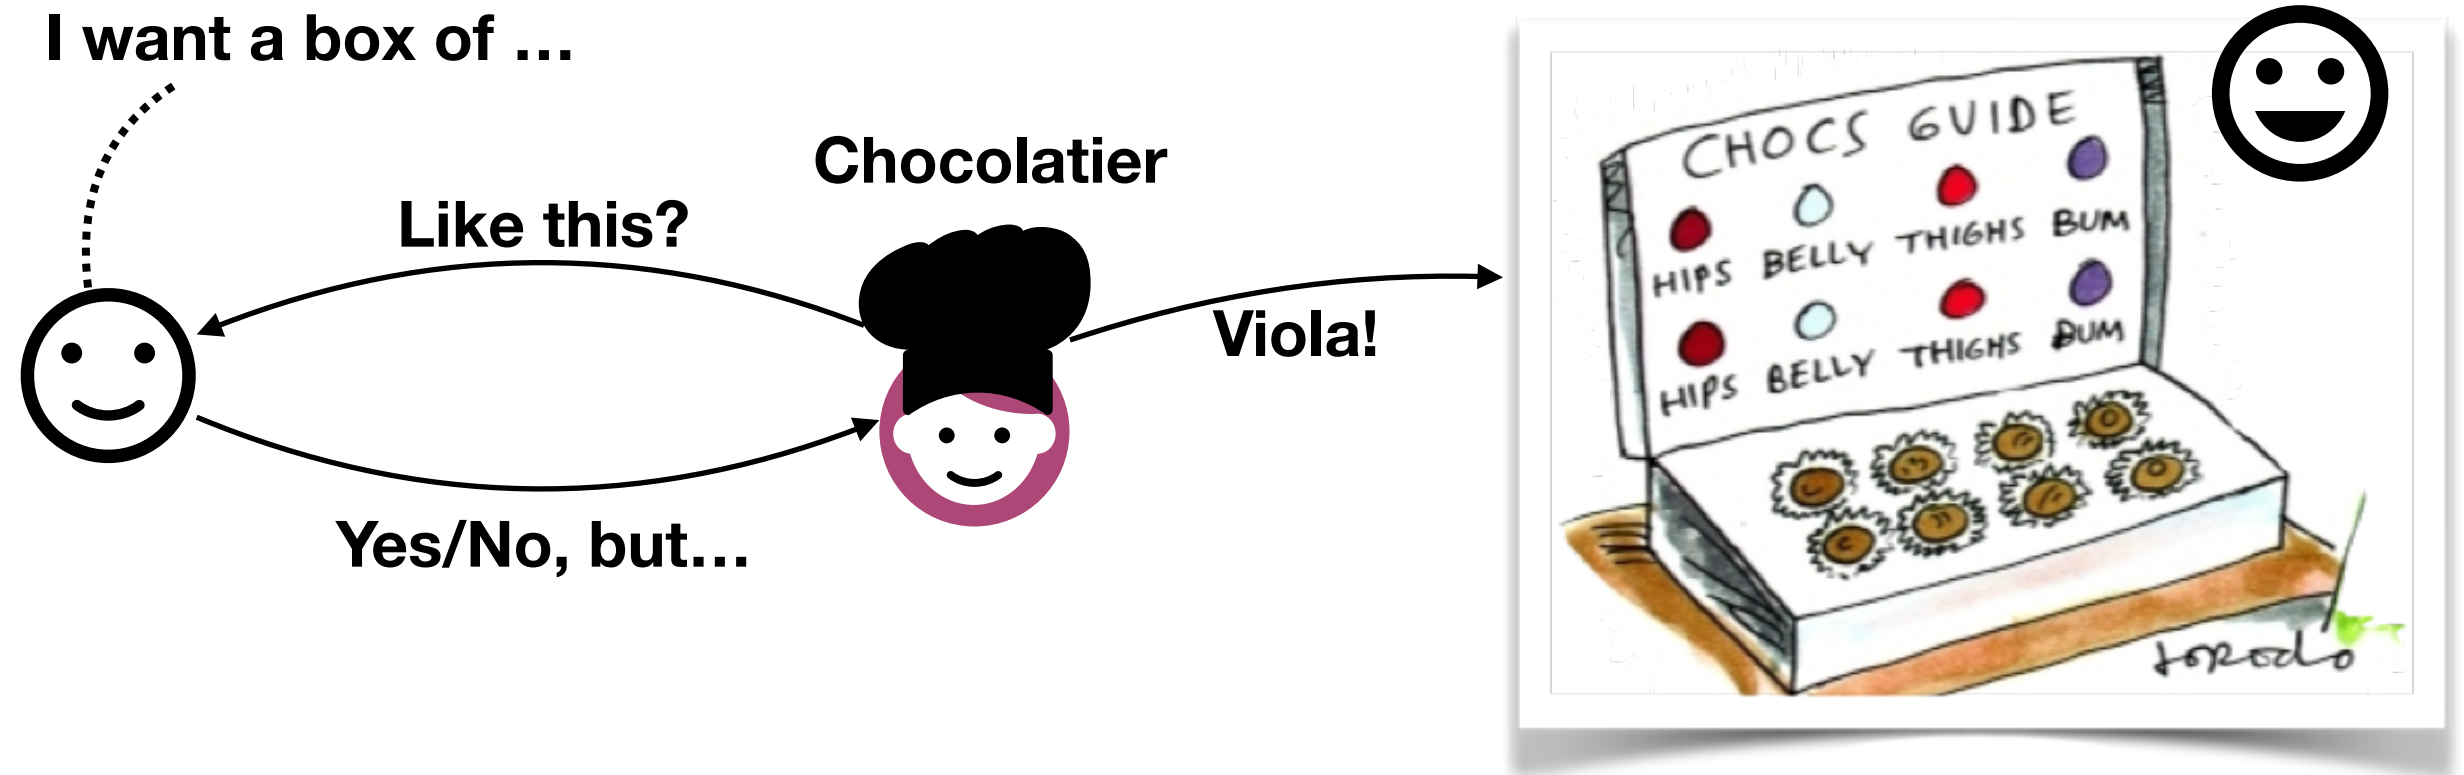 I want a box of ...
Like this?
Chocolatier
Yes/No, but...
Viola!
CHOCS GUIDE
HIPS BELLY THIGHS BUM
HIPS BELLY THIGHS BUM